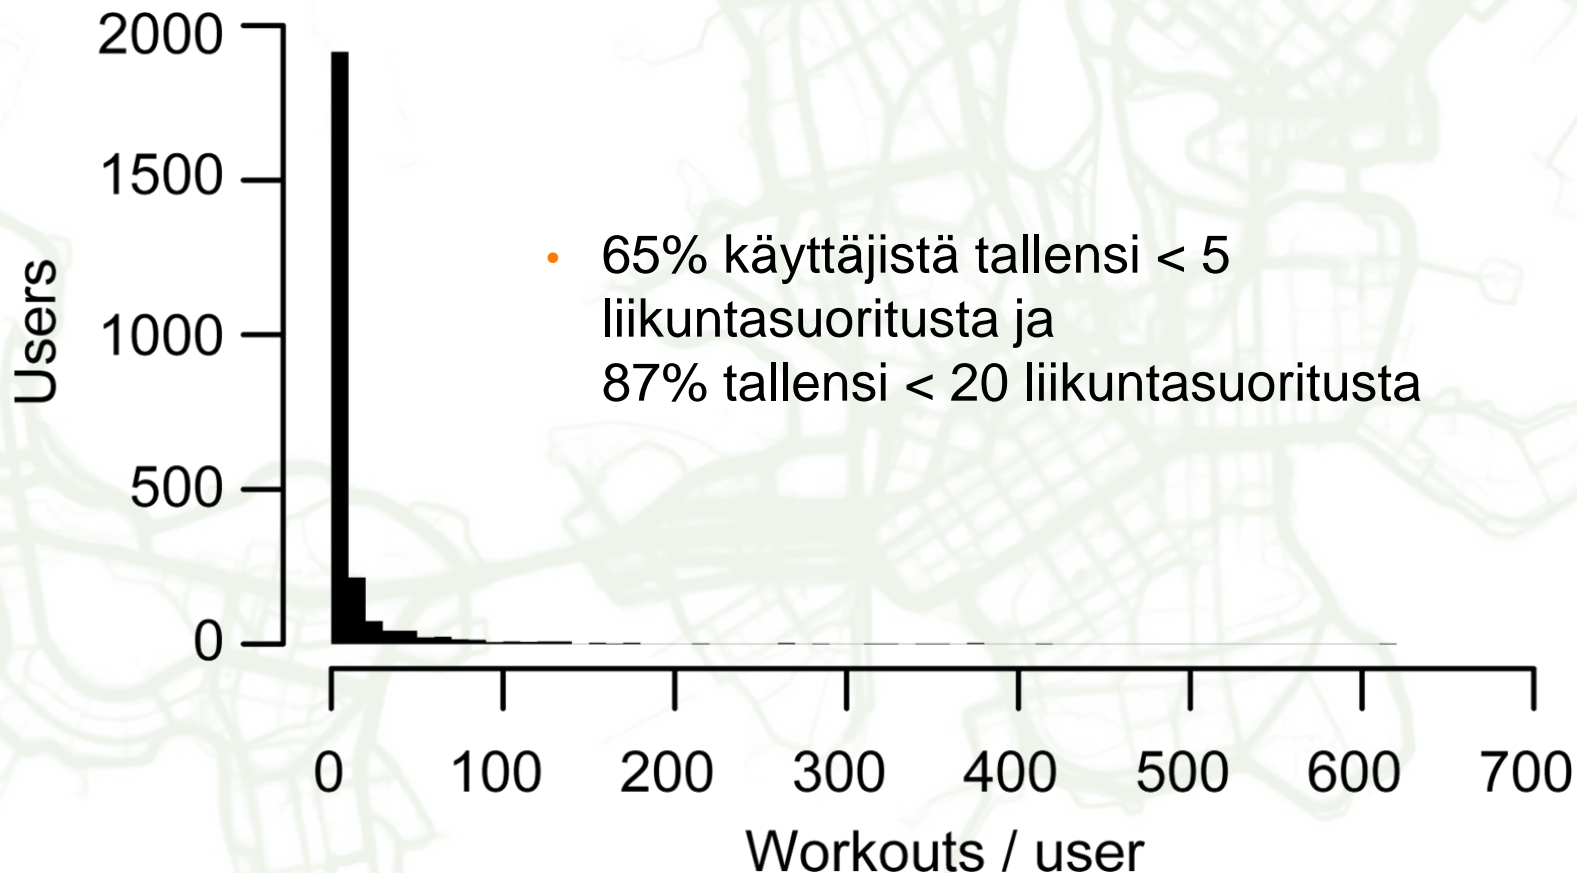 2000
1500
1000
500
0
Users
• 65% käyttäjistä tallensi < 5
liikuntasuoritusta ja
87% tallensi < 20 liikuntasuoritusta
0 100 200 300 400 500 600 700
Workouts / user